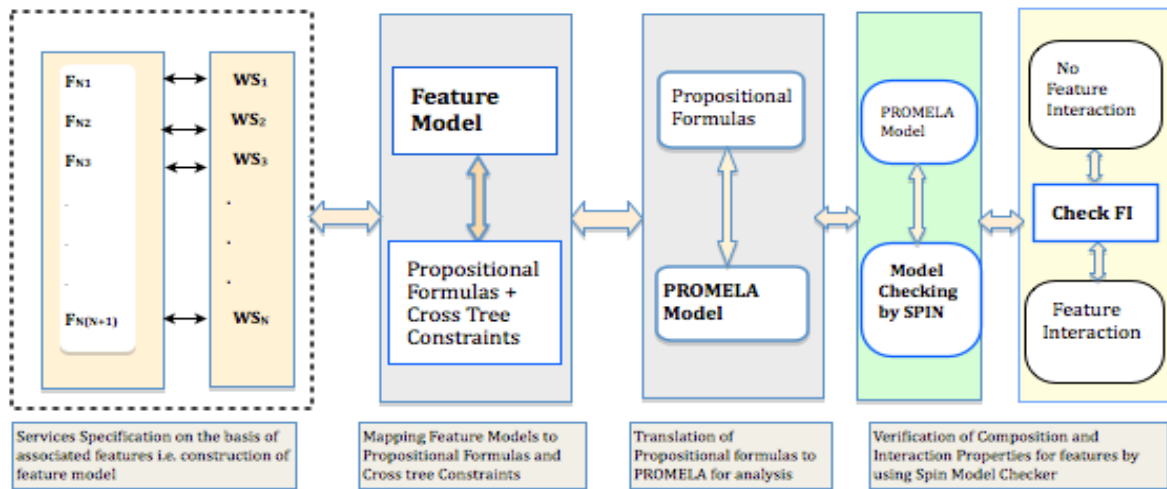 FN1
WS1
FN2
WS2
FN3
WS3
.
.
.
.
.
.
FN(N+1)
WSN
Feature
Model
Propositional
Formulas +
Cross Tree
Constraints
Propositional
Formulas
PROMELA
Model
PROMELA
Model
Model
Checking
by SPIN
No
Feature
Interaction
Check FI
Feature
Interaction
Services Specification on the basis of
associated features i.e. construction of
feature model
Mapping Feature Models to
Propositional Formulas and
Cross tree Constraints
Translation of
Propositional formulas to
PROMELA for analysis
Verification of Composition and
Interaction Properties for features by
using Spin Model Checker